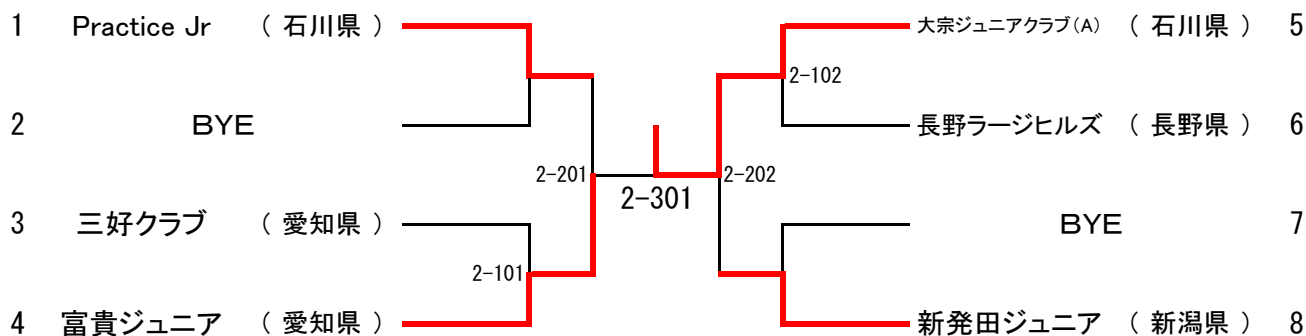 1 Practice Jr ( 石川県 )
2 BYE
3 三好クラブ ( 愛知県 )
4 富貴ジュニア ( 愛知県 )
2-101
2-201
2-301
2-202
2-102
大宗ジュニアクラブ(A) ( 石川県 ) 5
長野ラージヒルズ ( 長野県 ) 6
BYE 7
新発田ジュニア ( 新潟県 ) 8